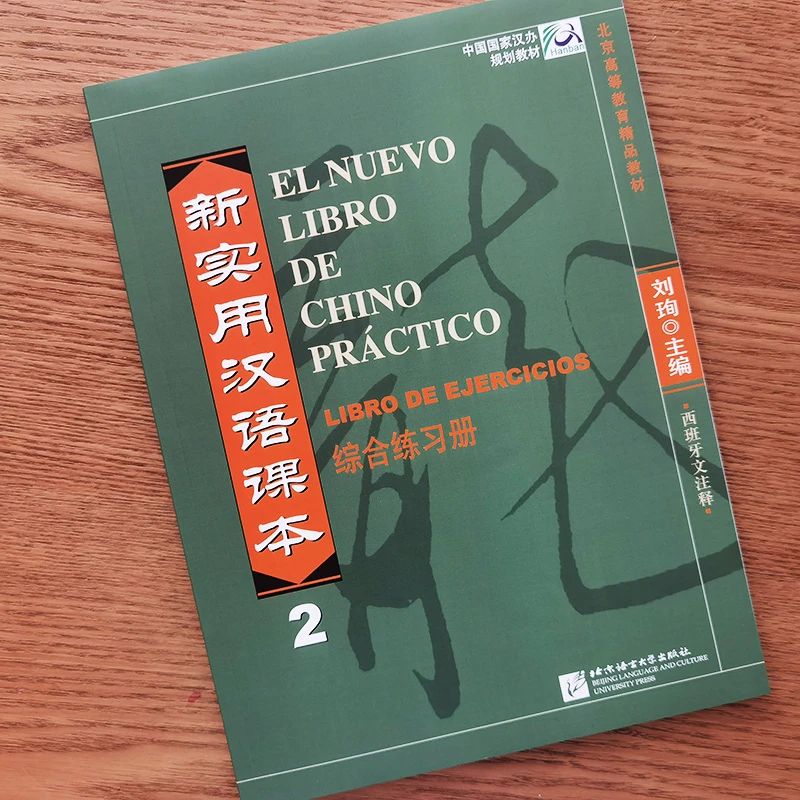 中国国家汉办
规划教材
Hanban
北京高等教育精品教材
新实用汉语课本
EL NUEVO
LIBRO
DE
CHINO
PRÁCTICO
LIBRO DE EJERCICIOS
综合练习册
2
刘珣◎主编
西班牙文注释
北京语言大学出版社
BEIJING LANGUAGE AND CULTURE
UNIVERSITY PRESS